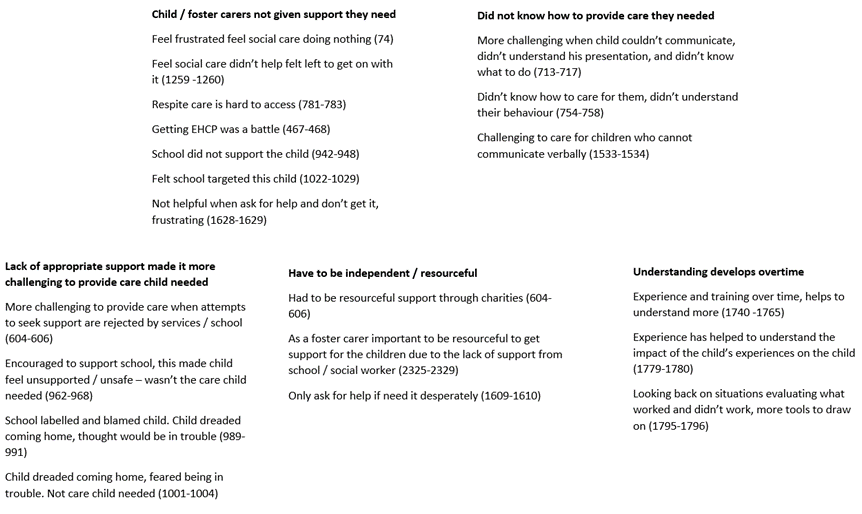 Child / foster carers not given support they need
Feel frustrated feel social care doing nothing (74)
Feel social care didn't help felt left to get on with
it (1259 -1260)
Respite care is hard to access (781-783)
Getting EHCP was a battle (467-468)
School did not support the child (942-948)
Felt school targeted this child (1022-1029)
Not helpful when ask for help and don't get it,
frustrating (1628-1629)
Did not know how to provide care they needed
More challenging when child couldn't communicate,
didn't understand his presentation, and didn't know
what to do (713-717)
Didn't know how to care for them, didn't understand
their behaviour (754-758)
Challenging to care for children who cannot
communicate verbally (1533-1534)
Lack of appropriate support made it more
challenging to provide care child needed
More challenging to provide care when attempts
to seek support are rejected by services / school
(604-606)
Encouraged to support school, this made child
feel unsupported / unsafe – wasn't the care child
needed (962-968)
School labelled and blamed child. Child dreaded
coming home, thought would be in trouble (989-
991)
Child dreaded coming home, feared being in
trouble. Not care child needed (1001-1004)
Have to be independent / resourceful
Had to be resourceful support through charities (604-
606)
As a foster carer important to be resourceful to get
support for the children due to the lack of support from
school / social worker (2325-2329)
Only ask for help if need it desperately (1609-1610)
Understanding develops overtime
Experience and training over time, helps to
understand more (1740 -1765)
Experience has helped to understand the
impact of the child's experiences on the child
(1779-1780)
Looking back on situations evaluating what
worked and didn't work, more tools to draw
on (1795-1796)